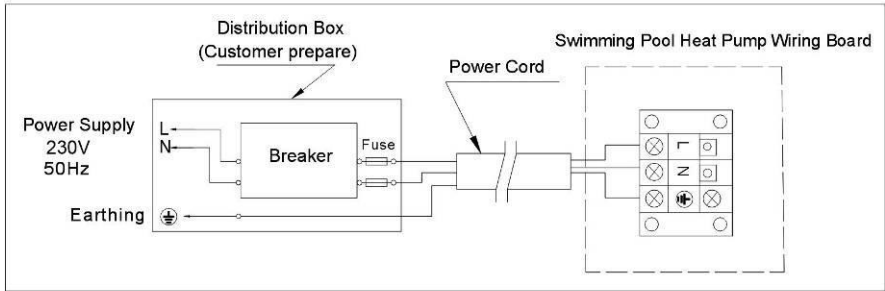 Distribution Box
(Customer prepare)
Swimming Pool Heat Pump Wiring Board
Power Cord
Power Supply
230V
50Hz
L
N
Breaker
Fuse
Earthing
L
N